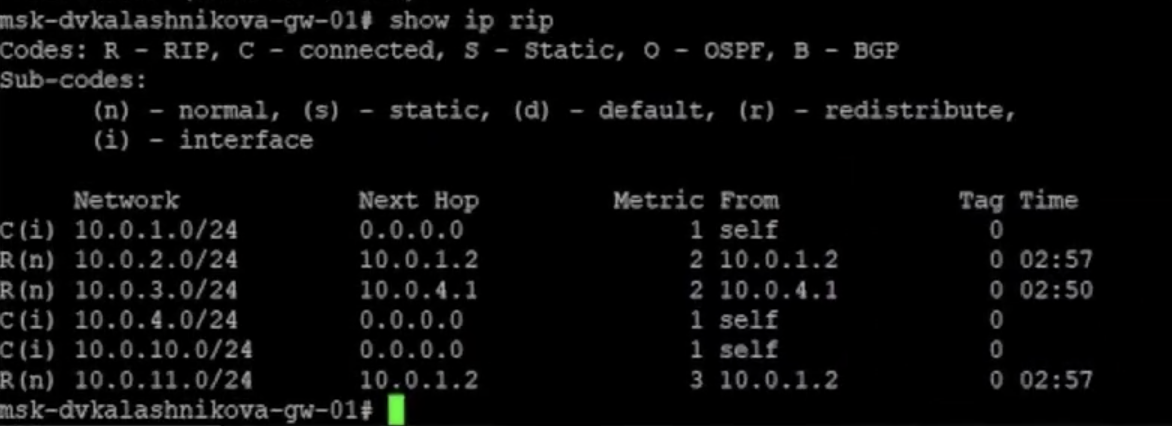 msk-dvkalashnikova-gw-01# show ip rip
Codes: R - RIP, C - connected, S - Static, O - OSPF, B - BGP
Sub-codes:
      (n) - normal, (s) - static, (d) - default, (r) - redistribute,
      (i) - interface

     Network            Next Hop         Metric From            Tag Time
C(i) 10.0.1.0/24        0.0.0.0               1 self              0
R(n) 10.0.2.0/24        10.0.1.2              2 10.0.1.2          0 02:57
R(n) 10.0.3.0/24        10.0.4.1              2 10.0.4.1          0 02:50
C(i) 10.0.4.0/24        0.0.0.0               1 self              0
C(i) 10.0.10.0/24       0.0.0.0               1 self              0
R(n) 10.0.11.0/24       10.0.1.2              3 10.0.1.2          0 02:57
msk-dvkalashnikova-gw-01#